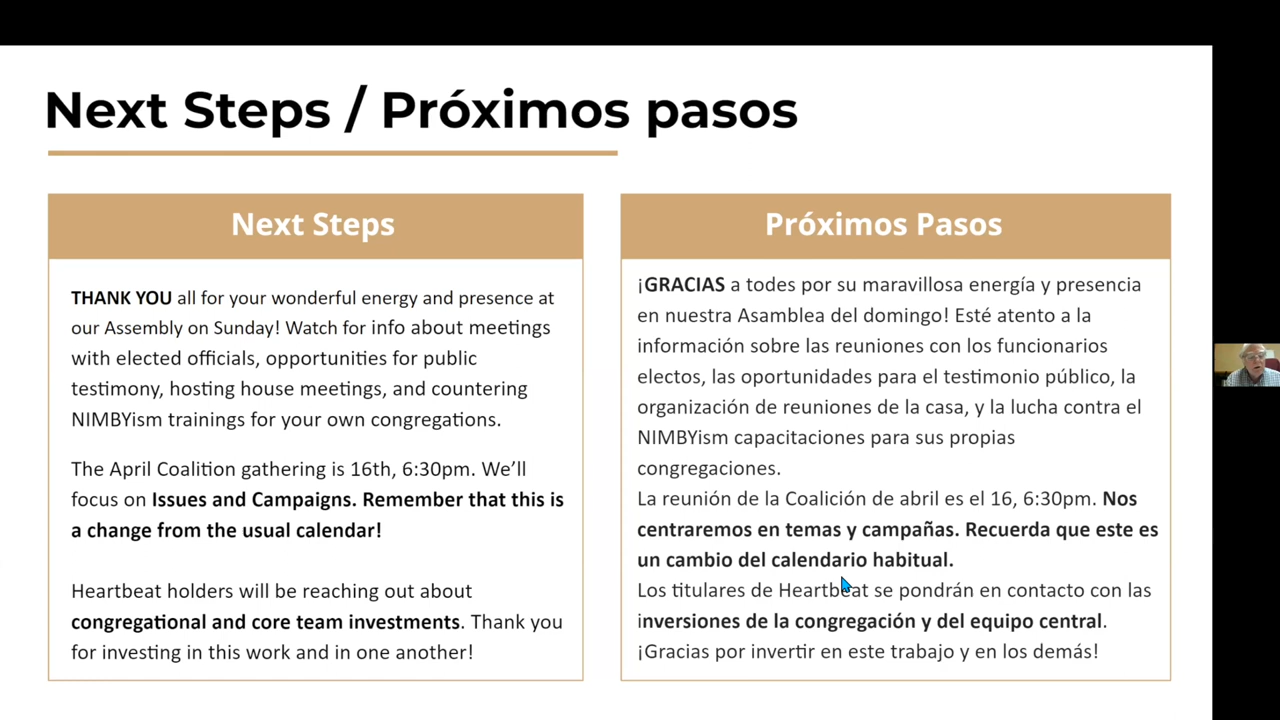 Next Steps / Próximos pasos
Next Steps
THANK YOU all for your wonderful energy and presence at
our Assembly on Sunday! Watch for info about meetings
with elected officials, opportunities for public
testimony, hosting house meetings, and countering
NIMBYism trainings for your own congregations.
The April Coalition gathering is 16th, 6:30pm. We’ll
focus on Issues and Campaigns. Remember that this is
a change from the usual calendar!
Heartbeat holders will be reaching out about
congregational and core team investments. Thank you
for investing in this work and in one another!
Próximos Pasos
¡GRACIAS a todes por su maravillosa energía y presencia
en nuestra Asamblea del domingo! Esté atento a la
información sobre las reuniones con los funcionarios
electos, las oportunidades para el testimonio público, la
organización de reuniones de la casa, y la lucha contra el
NIMBYism capacitaciones para sus propias
congregaciones.
La reunión de la Coalición de abril es el 16, 6:30pm. Nos
centraremos en temas y campañas. Recuerda que este es
un cambio del calendario habitual.
Los titulares de Heartbeat se pondrán en contacto con las
inversiones de la congregación y del equipo central.
¡Gracias por invertir en este trabajo y en los demás!